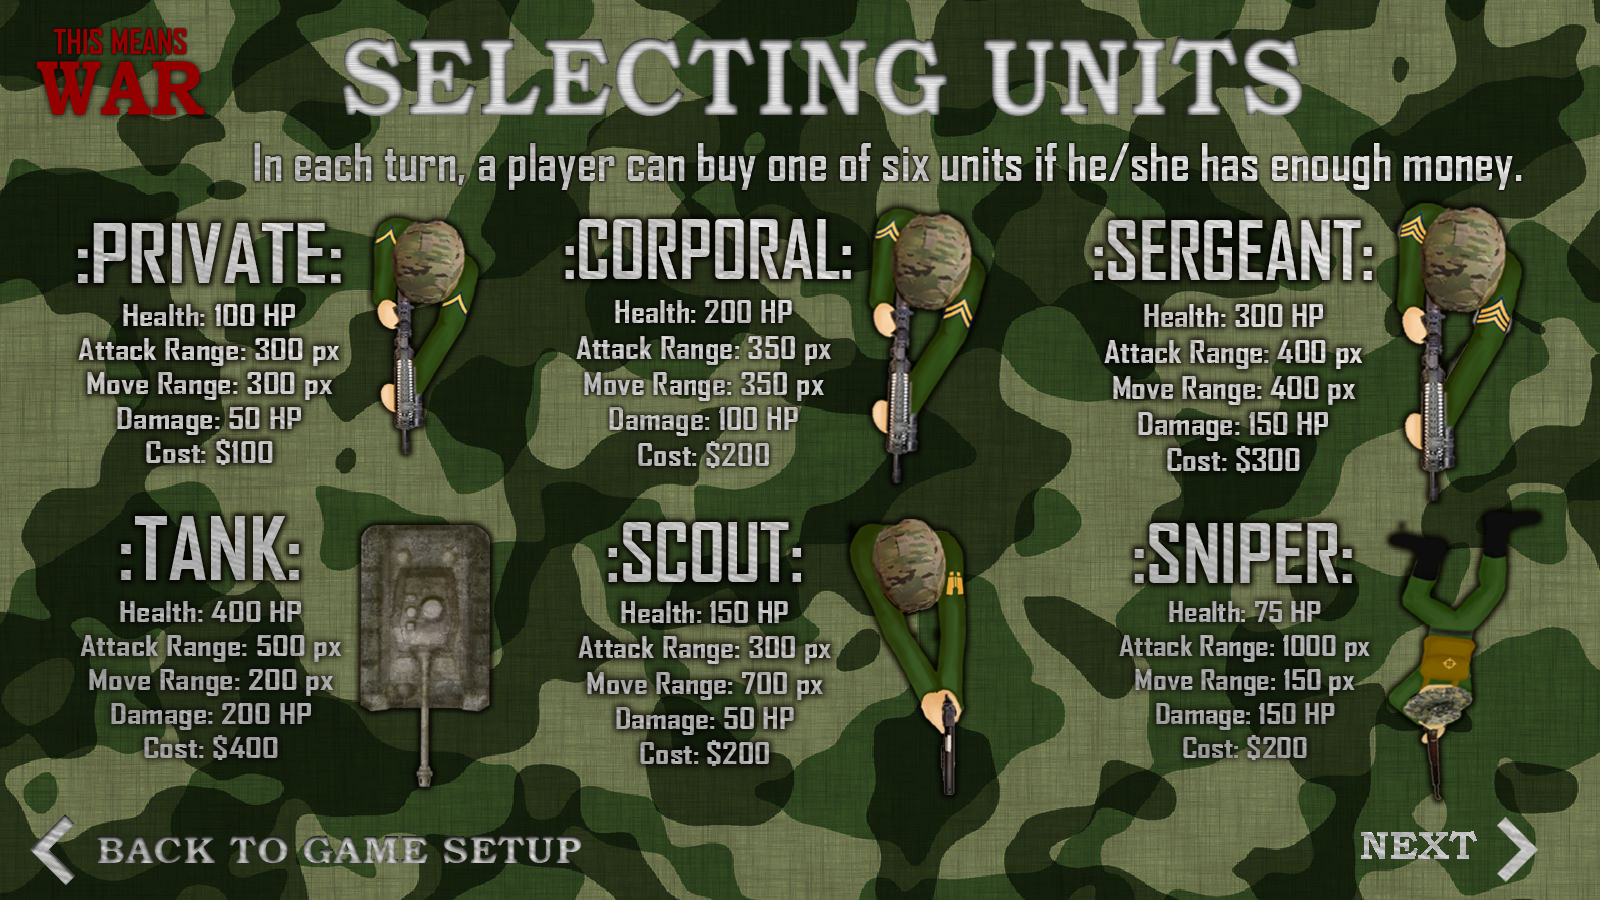 THIS MEANS
WAR
SELECTING UNITS
In each turn, a player can buy one of six units if he/she has enough money.
:PRIVATE:
Health: 100 HP
Attack Range: 300 px
Move Range: 300 px
Damage: 50 HP
Cost: $100
:CORPORAL:
Health: 200 HP
Attack Range: 350 px
Move Range: 350 px
Damage: 100 HP
Cost: $200
:SERGEANT:
Health: 300 HP
Attack Range: 400 px
Move Range: 400 px
Damage: 150 HP
Cost: $300
:TANK:
Health: 400 HP
Attack Range: 500 px
Move Range: 200 px
Damage: 200 HP
Cost: $400
:SCOUT:
Health: 150 HP
Attack Range: 300 px
Move Range: 700 px
Damage: 50 HP
Cost: $200
:SNIPER:
Health: 75 HP
Attack Range: 1000 px
Move Range: 150 px
Damage: 150 HP
Cost: $200
BACK TO GAME SETUP
NEXT